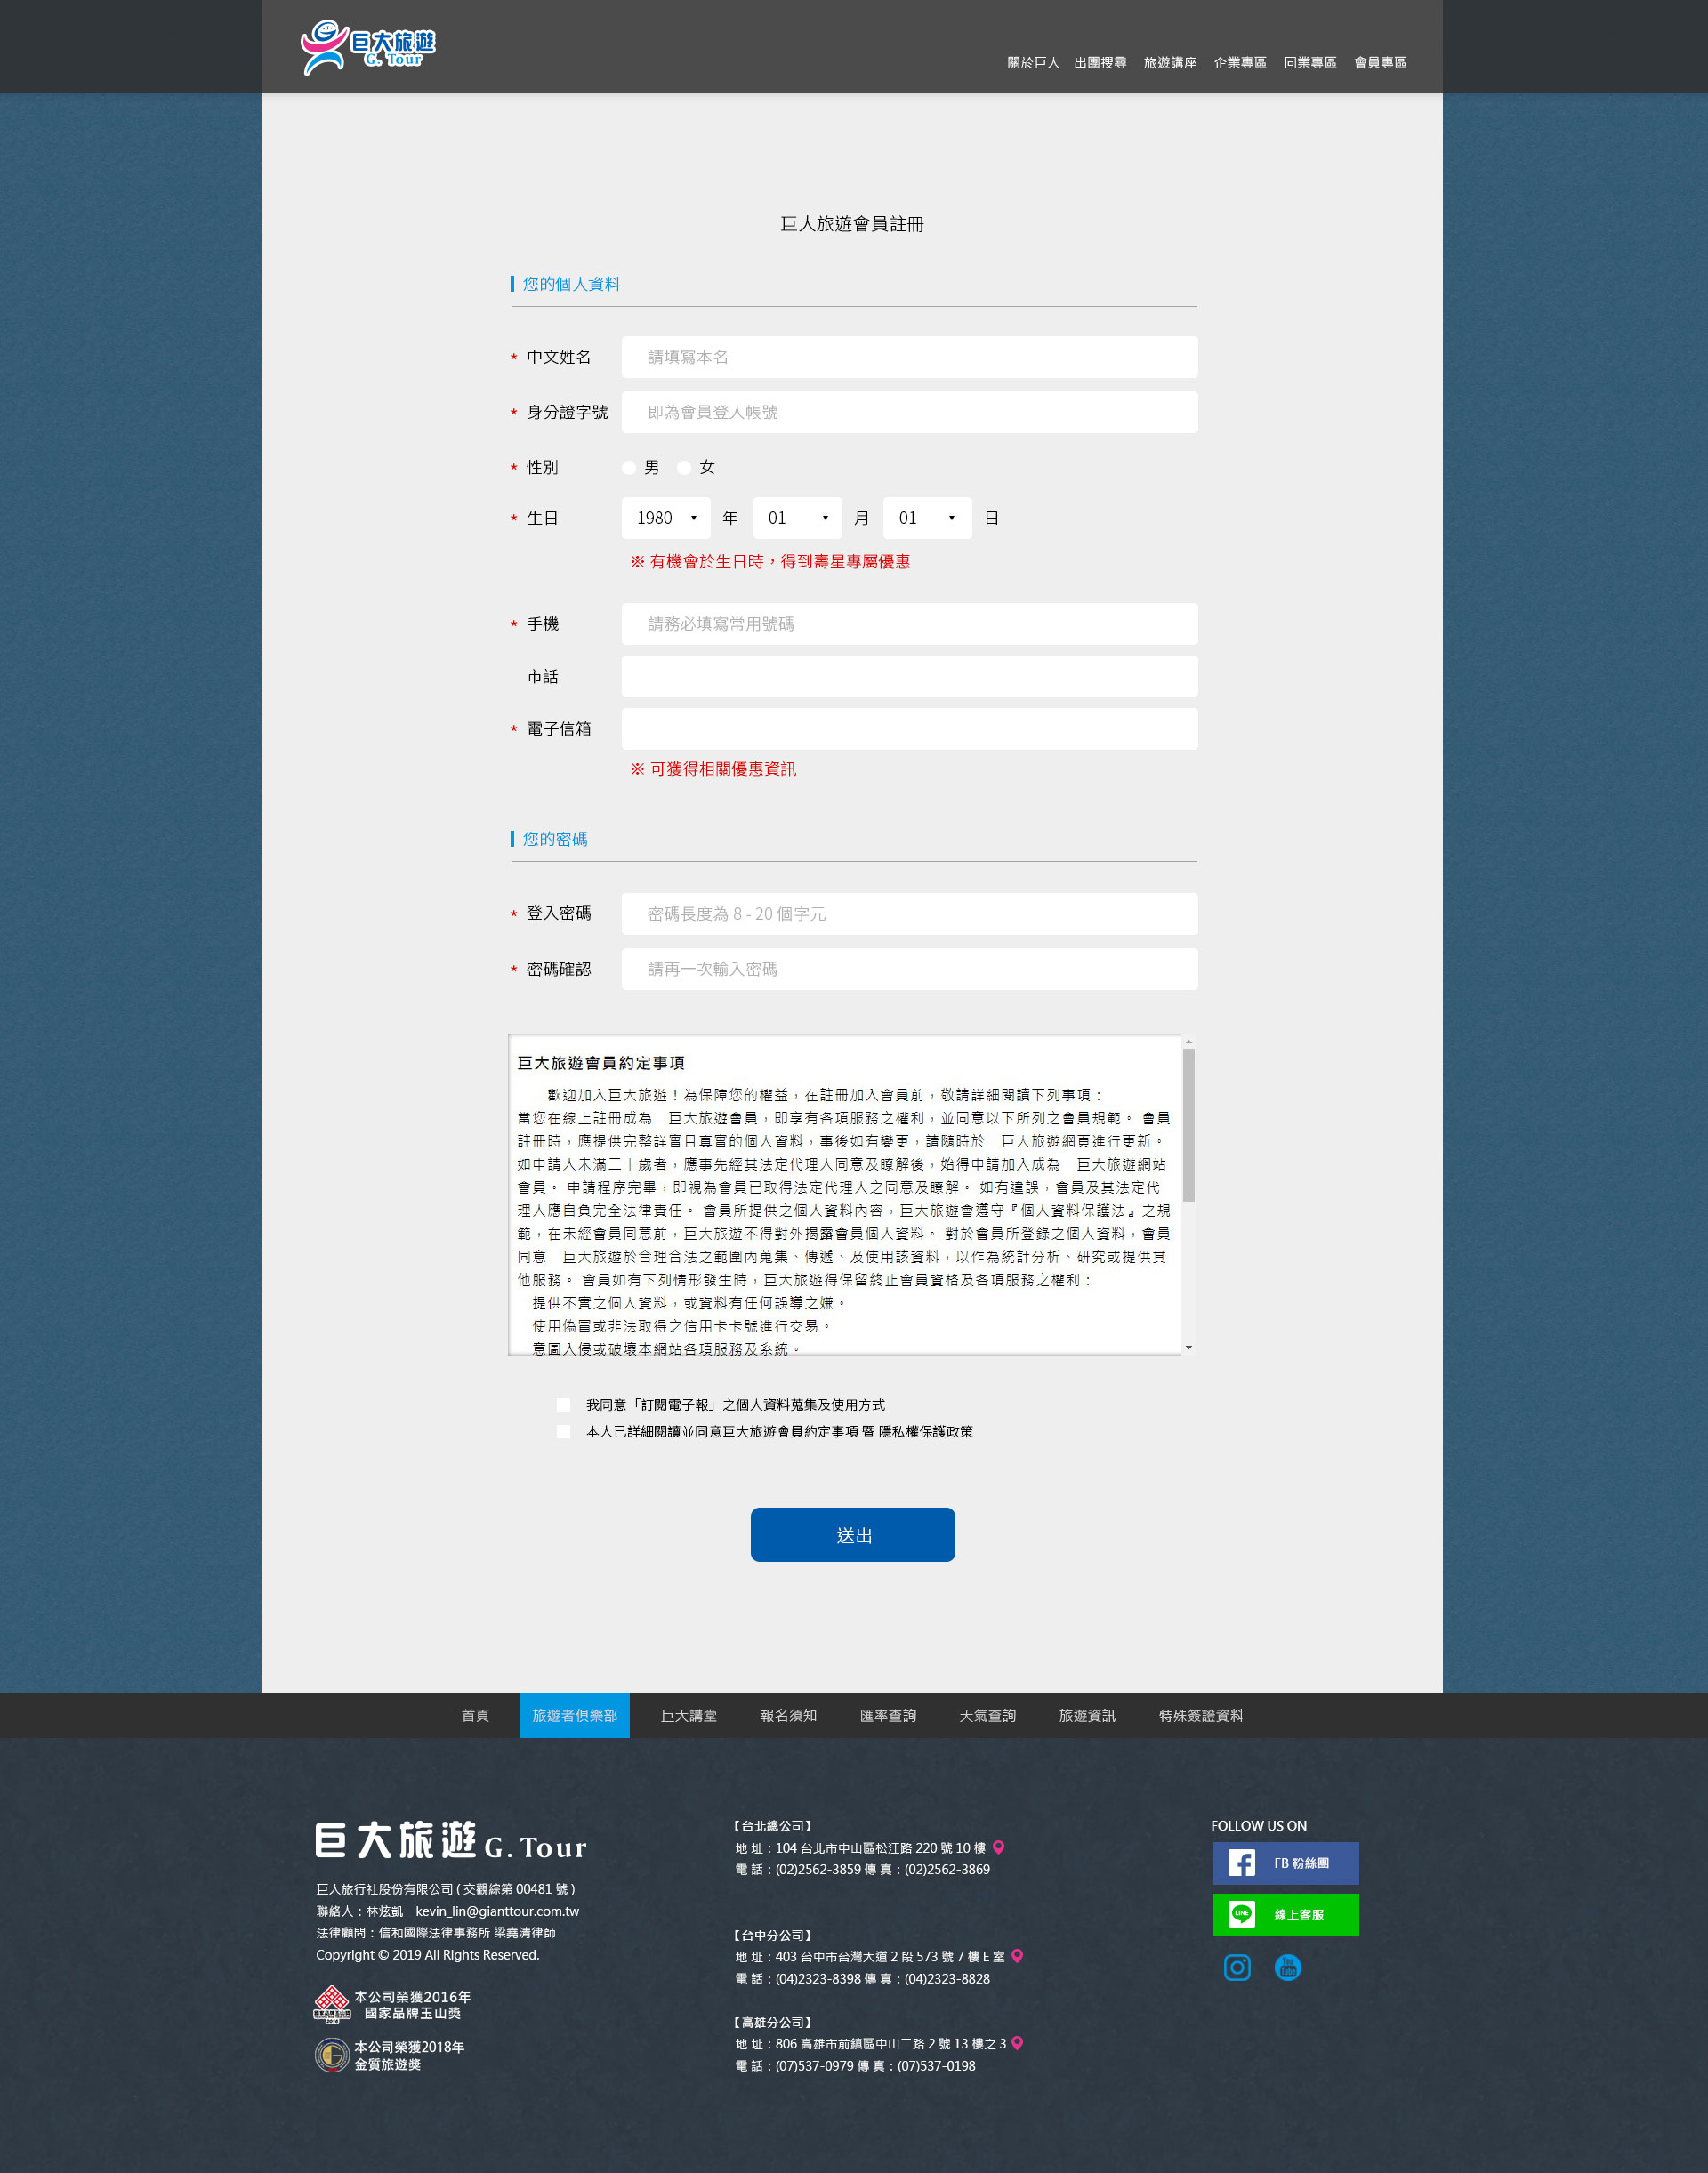 巨大旅遊
G. Tour
關於巨大 出團搜尋 旅遊講座 企業專區 同業專區 會員專區
巨大旅遊會員註冊
您的個人資料
* 中文姓名 請填寫本名
* 身分證字號 即為會員登入帳號
* 性別 男 女
* 生日 1980 年 01 月 01 日
※ 有機會於生日時，得到壽星專屬優惠
* 手機 請務必填寫常用號碼
市話
* 電子信箱
※ 可獲得相關優惠資訊
您的密碼
* 登入密碼 密碼長度為 8 - 20 個字元
* 密碼確認 請再一次輸入密碼
巨大旅遊會員約定事項
歡迎加入巨大旅遊！為保障您的權益，在註冊加入會員前，敬請詳細閱讀下列事項：
當您在線上註冊成為　巨大旅遊會員，即享有各項服務之權利，並同意以下所列之會員規範。 會員
註冊時，應提供完整詳實且真實的個人資料，事後如有變更，請隨時於　巨大旅遊網頁進行更新。
如申請人未滿二十歲者，應事先經其法定代理人同意及瞭解後，始得申請加入成為　巨大旅遊網站
會員。 申請程序完畢，即視為會員已取得法定代理人之同意及瞭解。 如有違誤，會員及其法定代
理人應自負完全法律責任。 會員所提供之個人資料內容，巨大旅遊會遵守『個人資料保護法』之規
範，在未經會員同意前，巨大旅遊不得對外揭露會員個人資料。 對於會員所登錄之個人資料，會員
同意　巨大旅遊於合理合法之範圍內蒐集、傳遞、及使用該資料，以作為統計分析、研究或提供其
他服務。 會員如有下列情形發生時，巨大旅遊得保留終止會員資格及各項服務之權利：
提供不實之個人資料，或資料有任何誤導之嫌。
使用偽冒或非法取得之信用卡卡號進行交易。
意圖入侵或破壞本網站各項服務及系統。
我同意「訂閱電子報」之個人資料蒐集及使用方式
本人已詳細閱讀並同意巨大旅遊會員約定事項 暨 隱私權保護政策
送出
首頁 旅遊者俱樂部 巨大講堂 報名須知 匯率查詢 天氣查詢 旅遊資訊 特殊簽證資料
巨大旅遊 G. Tour
巨大旅行社股份有限公司 ( 交觀綜第 00481 號 )
聯絡人：林炫凱 kevin_lin@gianttour.com.tw
法律顧問：信和國際法律事務所 梁堯濤律師
Copyright © 2019 All Rights Reserved.
本公司榮獲2016年
國家品牌玉山獎
本公司榮獲2018年
金質旅遊獎
【台北總公司】
地 址：104 台北市中山區松江路 220 號 10 樓
電 話：(02)2562-3859 傳 真：(02)2562-3869
【台中分公司】
地 址：403 台中市台灣大道 2 段 573 號 7 樓 E 室
電 話：(04)2323-8398 傳 真：(04)2323-8828
【高雄分公司】
地 址：806 高雄市前鎮區中山二路 2 號 13 樓之 3
電 話：(07)537-0979 傳 真：(07)537-0198
FOLLOW US ON
FB 粉絲團
LINE 線上客服
You Tube